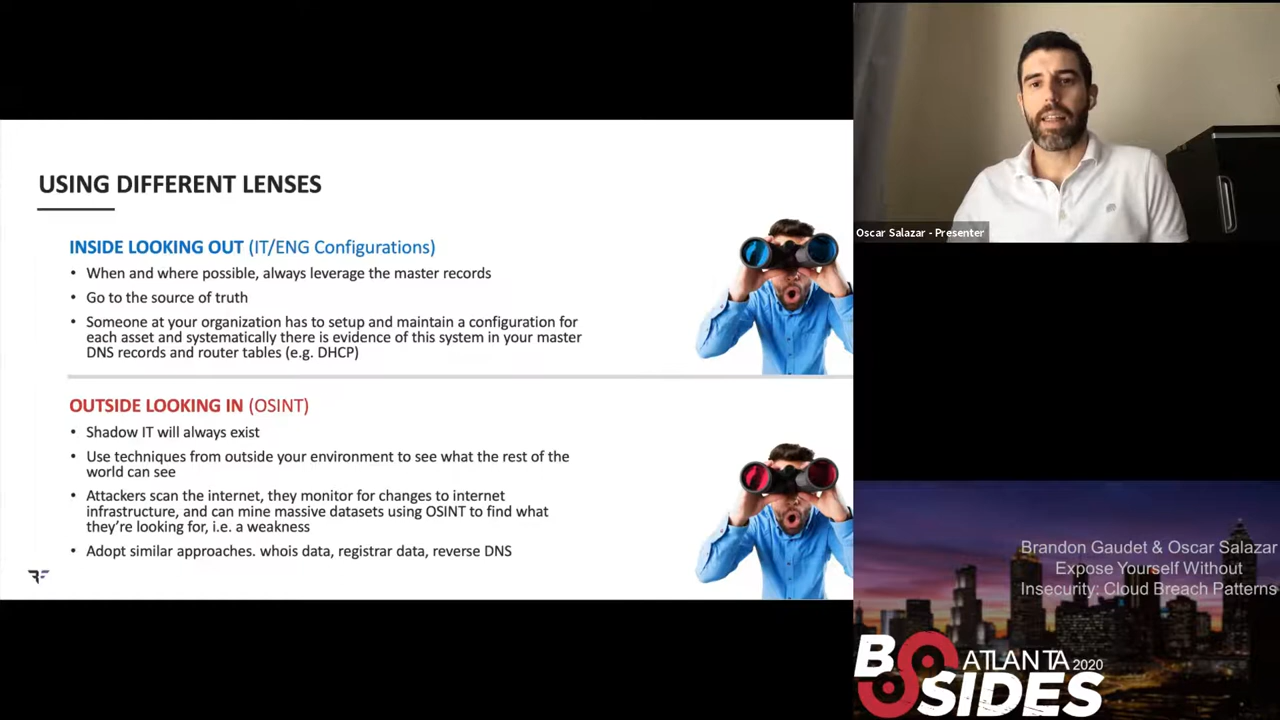 USING DIFFERENT LENSES
INSIDE LOOKING OUT (IT/ENG Configurations)
• When and where possible, always leverage the master records
• Go to the source of truth
• Someone at your organization has to setup and maintain a configuration for
each asset and systematically there is evidence of this system in your master
DNS records and router tables (e.g. DHCP)
OUTSIDE LOOKING IN (OSINT)
• Shadow IT will always exist
• Use techniques from outside your environment to see what the rest of the
world can see
• Attackers scan the internet, they monitor for changes to internet
infrastructure, and can mine massive datasets using OSINT to find what
they're looking for, i.e. a weakness
• Adopt similar approaches. whois data, registrar data, reverse DNS
RF
Oscar Salazar - Presenter
Brandon Gaudet & Oscar Salazar
Expose Yourself Without
Insecurity: Cloud Breach Patterns
B SIDES
ATLANTA 2020